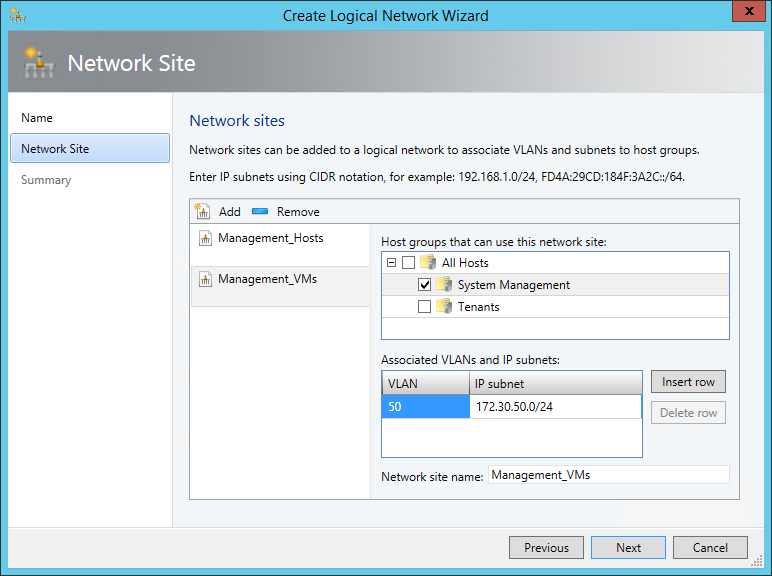 Create Logical Network Wizard
x
Network Site
Name
Network Site
Summary
Network sites
Network sites can be added to a logical network to associate VLANs and subnets to host groups.
Enter IP subnets using CIDR notation, for example: 192.168.1.0/24, FD4A:29CD:184F:3A2C::/64.
Add Remove
Management_Hosts
Management_VMs
Host groups that can use this network site:
All Hosts
System Management
Tenants
Associated VLANs and IP subnets:
VLAN IP subnet
50 172.30.50.0/24
Insert row
Delete row
Network site name: Management_VMs
Previous Next Cancel